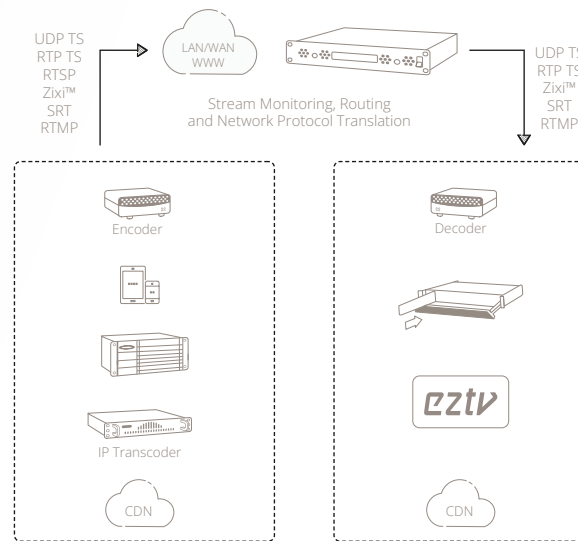 UDP TS
RTP TS
RTSP
Zixi™
SRT
RTMP
LAN/WAN
WWW
Stream Monitoring, Routing
and Network Protocol Translation
UDP TS
RTP TS
Zixi™
SRT
RTMP
Encoder
IP Transcoder
CDN
Decoder
eztv
CDN